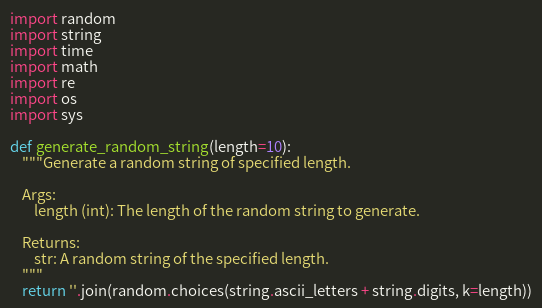 import random
import string
import time
import math
import re
import os
import sys

def generate_random_string(length=10):
    """Generate a random string of specified length.

    Args:
        length (int): The length of the random string to generate.

    Returns:
        str: A random string of the specified length.
    """
    return ''.join(random.choices(string.ascii_letters + string.digits, k=length))